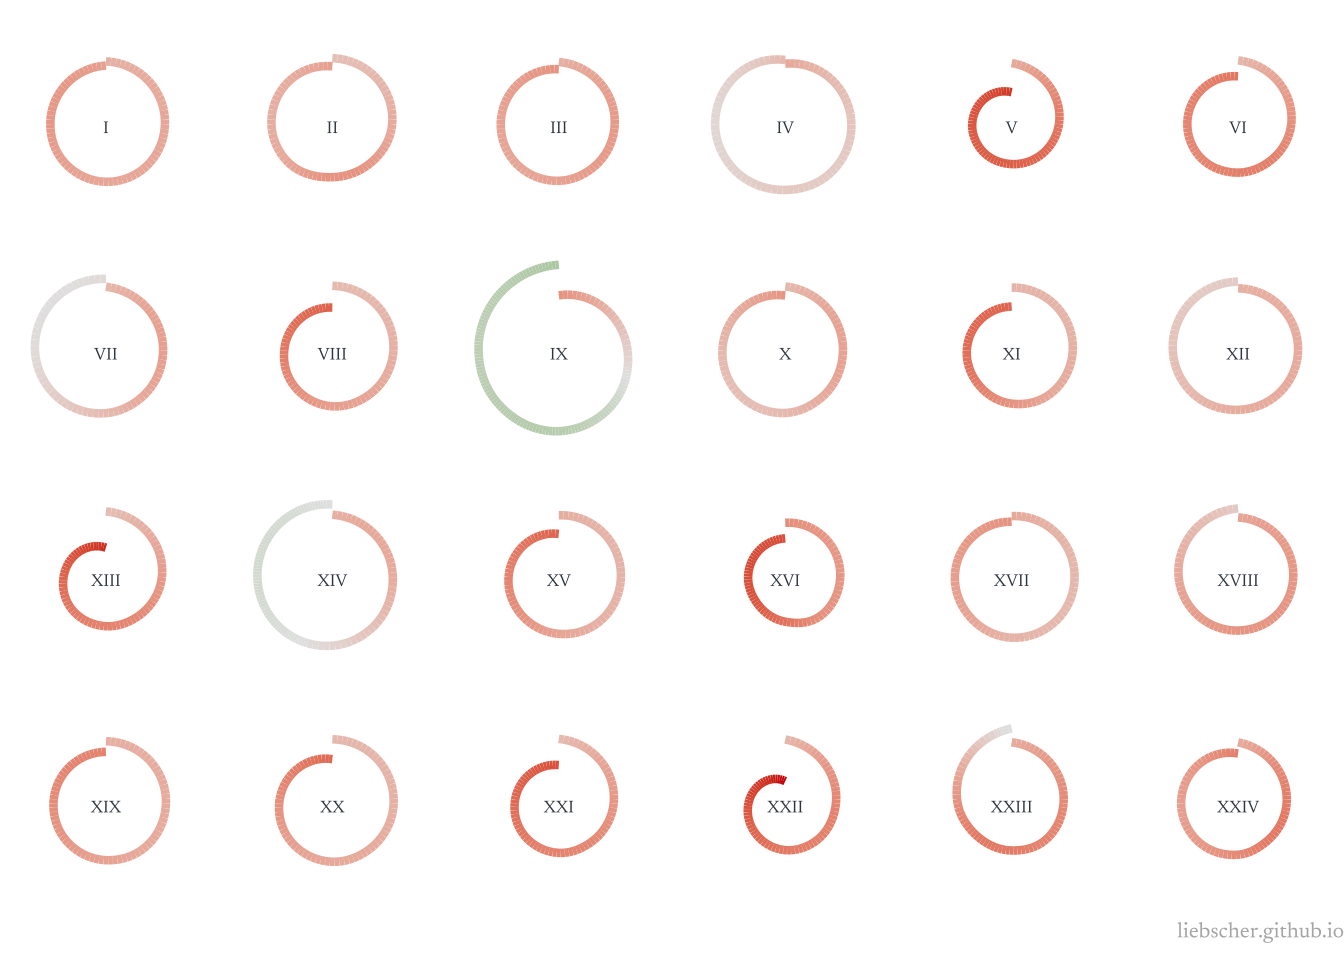 I II III IV V VI
VII VIII IX X XI XII
XIII XIV XV XVI XVII XVIII
XIX XX XXI XXII XXIII XXIV
liebscher.github.io